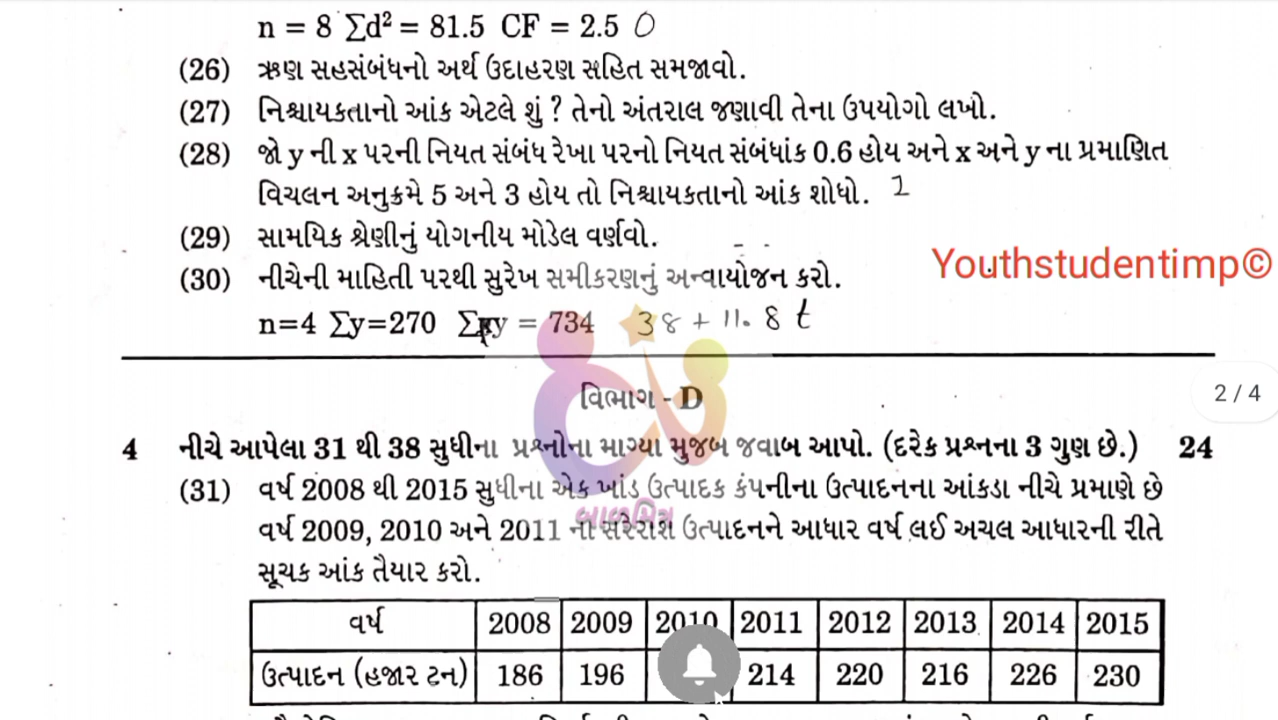 n = 8 ∑d² = 81.5 CF = 2.5 0
(26) ઋણ સહસંબંધનો અર્થ ઉદાહરણ સહિત સમજાવો.
(27) નિશ્ચાયકતાનો આંક એટલે શું ? તેનો અંતરાલ જણાવી તેના ઉપયોગો લખો.
(28) જો y ની x પરની નિયત સંબંધ રેખા પરનો નિયત સંબંધાંક 0.6 હોય અને x અને y ના પ્રમાણિત
વિચલન અનુક્રમે 5 અને 3 હોય તો નિશ્ચાયકતાનો આંક શોધો. 1
(29) સામયિક શ્રેણીનું યોગનીય મોડેલ વર્ણવો.
Youthstudentimp©
(30) નીચેની માહિતી પરથી સુરેખ સમીકરણનું અન્વાયોજન કરો.
n=4 ∑y=270 = 734 38 + 11.8 t
વિભાગ - D
2 / 4
4 નીચે આપેલા 31 થી 38 સુધીના પ્રશ્નોના માગ્યા મુજબ જવાબ આપો. (દરેક પ્રશ્નના 3 ગુણ છે.) 24
(31) વર્ષ 2008 થી 2015 સુધીના એક ખાંડ ઉત્પાદક કંપનીના ઉત્પાદનના આંકડા નીચે પ્રમાણે છે
બાળમિત્ર
વર્ષ 2009, 2010 અને 2011 ના સરેરાશ ઉત્પાદનને આધાર વર્ષ લઈ અચલ આધારની રીતે
સૂચક આંક તૈયાર કરો.
વર્ષ 2008 2009 2010 2011 2012 2013 2014 2015
ઉત્પાદન (હજાર ટન) 186 196 214 220 216 226 230